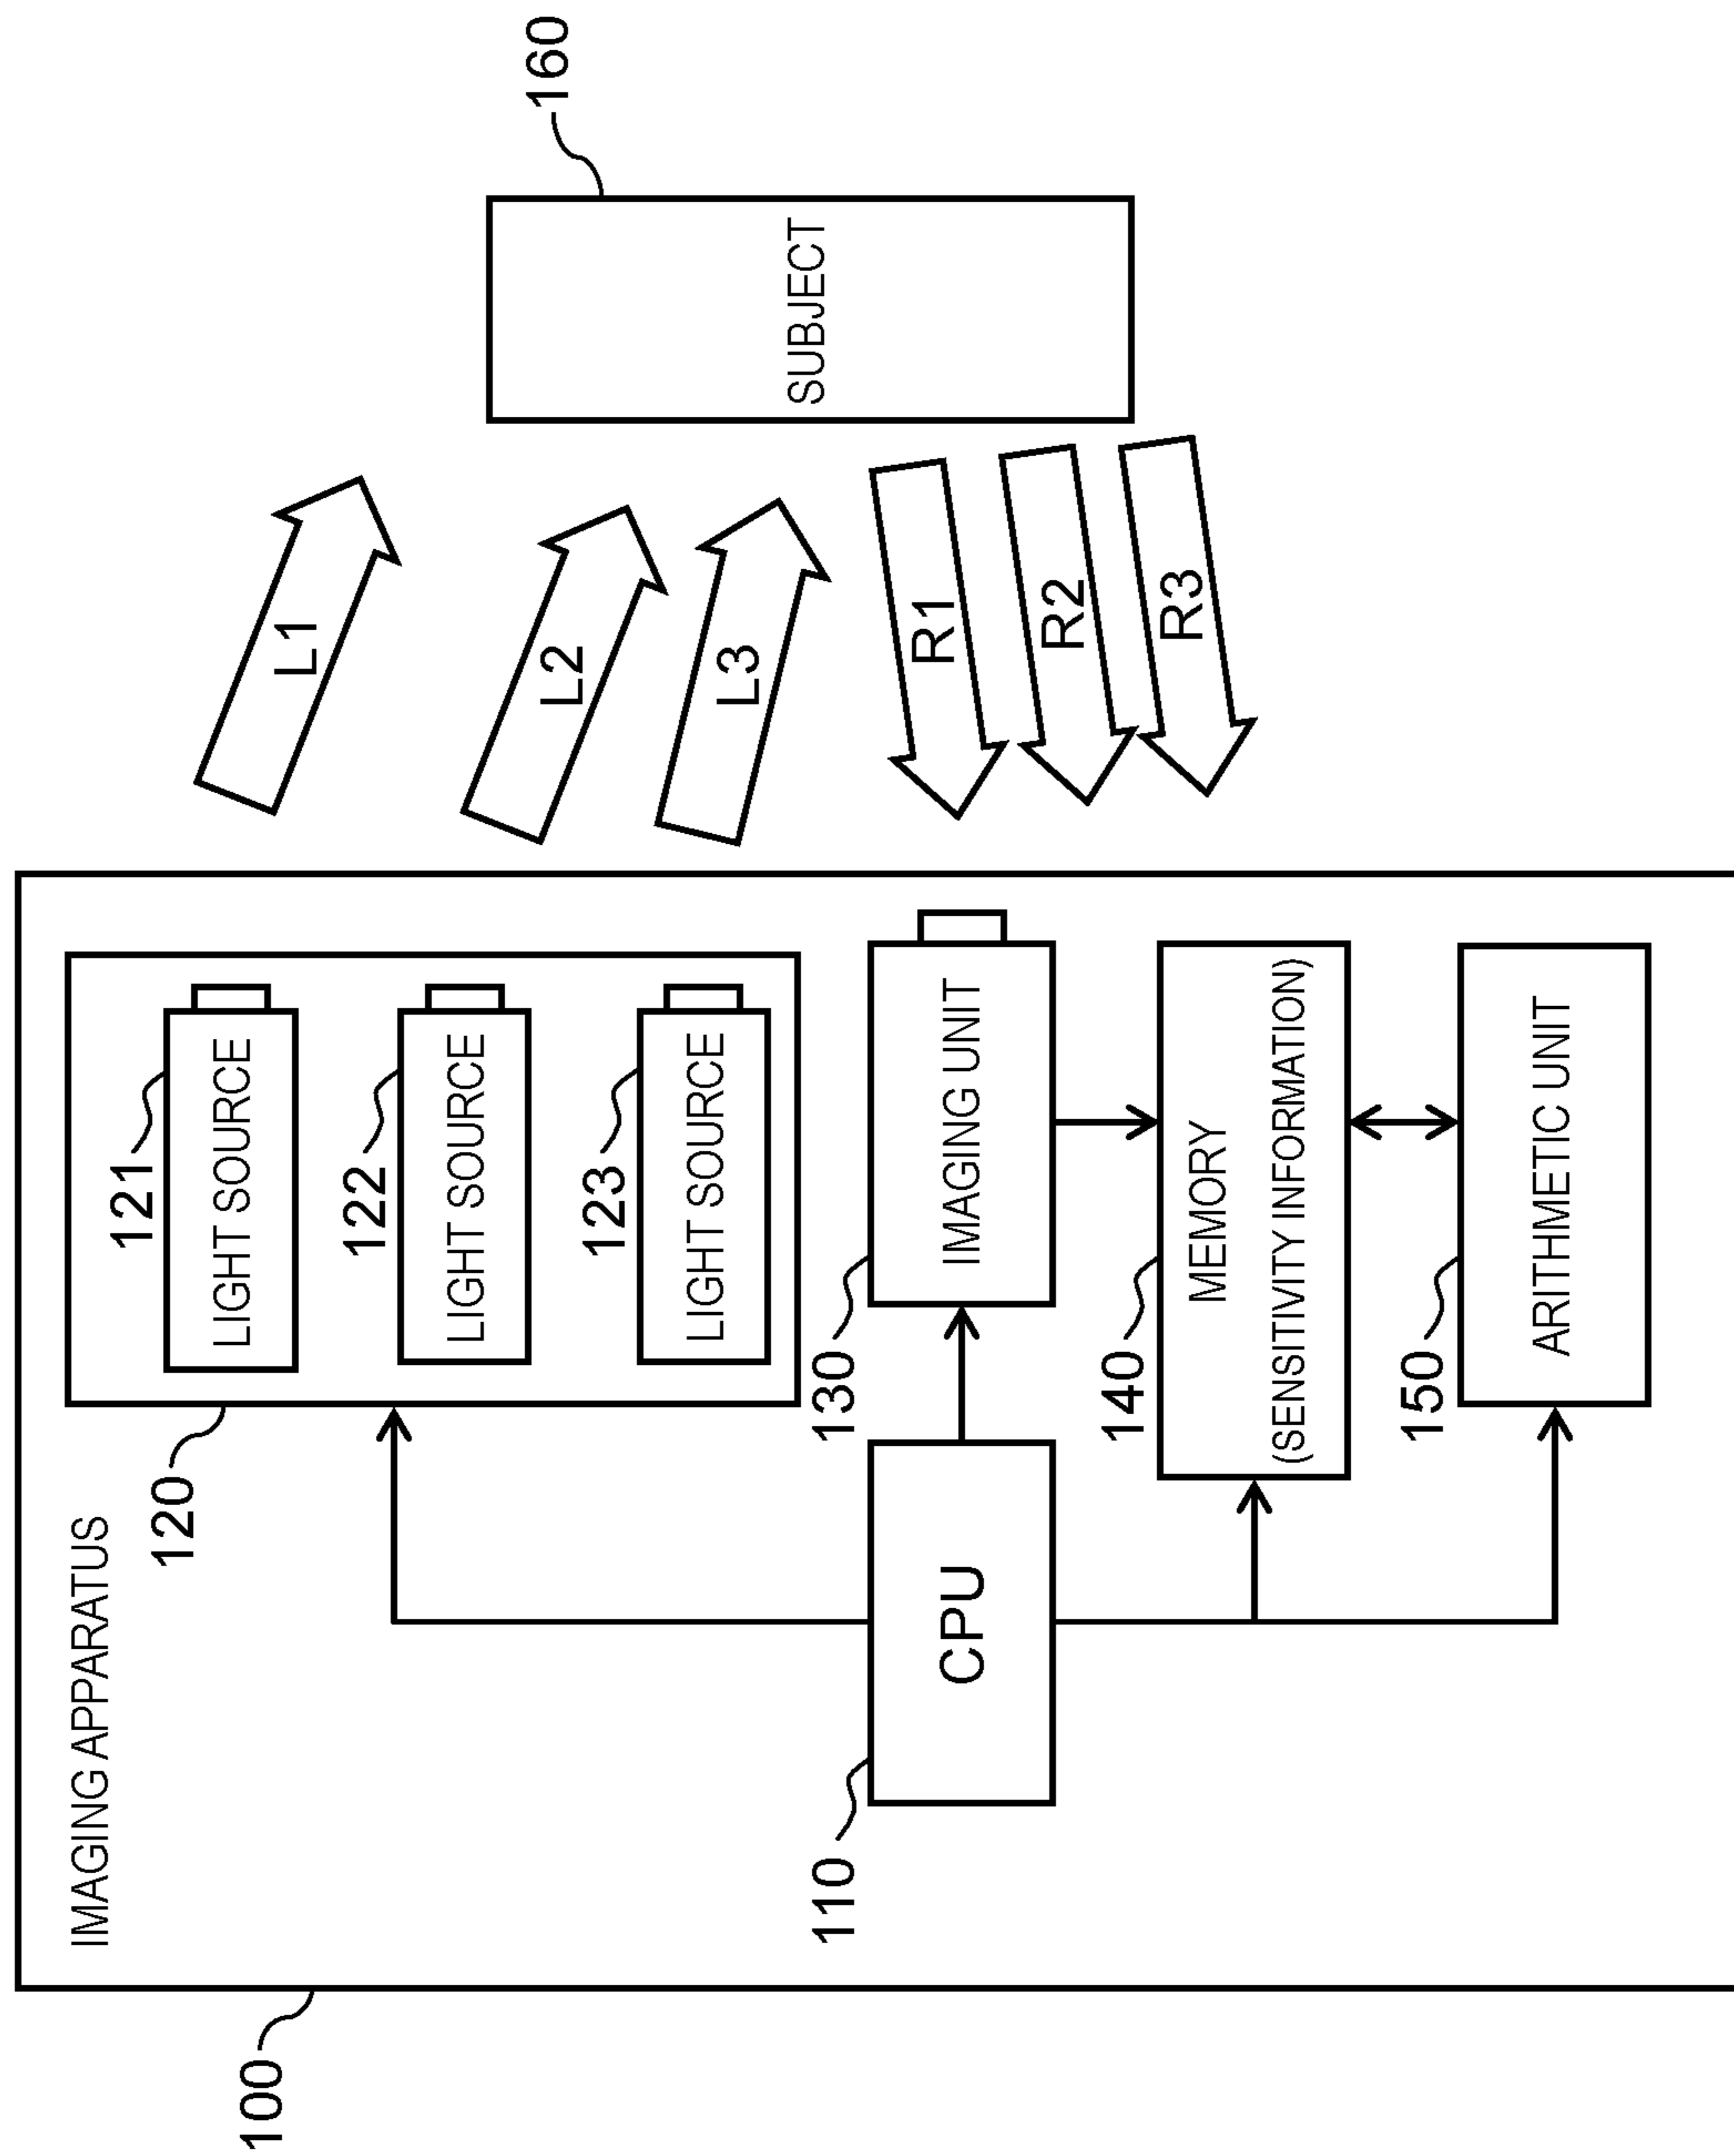 100
IMAGING APPARATUS
120
121
LIGHT SOURCE
122
LIGHT SOURCE
123
LIGHT SOURCE
110
CPU
130
IMAGING UNIT
140
MEMORY
(SENSITIVITY INFORMATION)
150
ARITHMETIC UNIT
L1
L2
L3
R1
R2
R3
160
SUBJECT